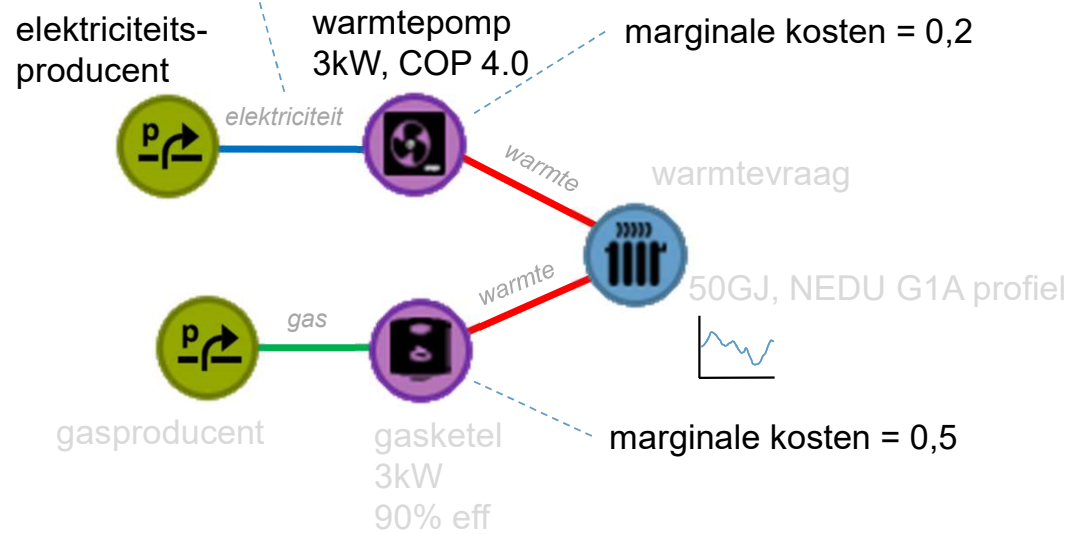 elektriciteits-
producent
warmtepomp
3kW, COP 4.0
marginale kosten = 0,2
elektriciteit
p
warmte
warmtevraag
50GJ, NEDU G1A profiel
warmte
gas
p
gasproducent
gasketel
3kW
90% eff
marginale kosten = 0,5